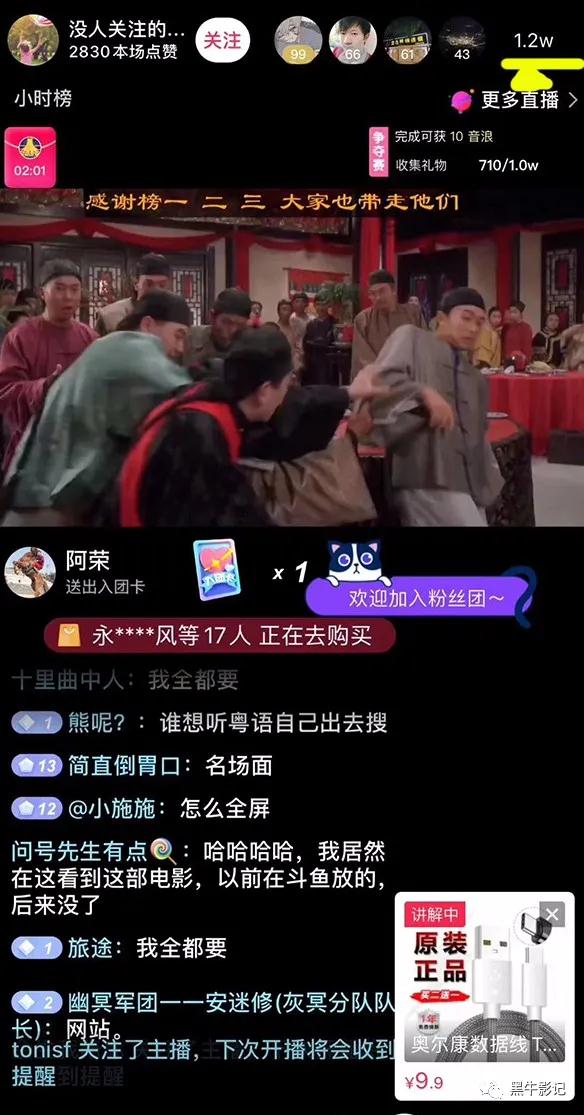 没人关注的...
2830本场点赞
关注
99
66
61
43
1.2w
小时榜
更多直播
02:01
争夺赛
完成可获 10 音浪
收集礼物 710/1.0w
感谢榜一 二 三 大家也带走他们
阿荣
送出入团卡
x 1
欢迎加入粉丝团~
永****风等17人 正在去购买
十里曲中人：我全都要
1 熊呢？：谁想听粤语自己出去搜
13 简直倒胃口：名场面
12 @小施施：怎么全屏
问号先生有点🍭：哈哈哈哈，我居然
在这看到这部电影，以前在斗鱼放的，
后来没了
1 旅途：我全都要
2 幽冥军团一一安迷修(灰冥分队队
长)：网站。
tonisf 关注了主播，下次开播将会收到
提醒
讲解中
原装
正品
买二送一
1年
奥尔康数据线 T...
¥9.9
黑牛影记